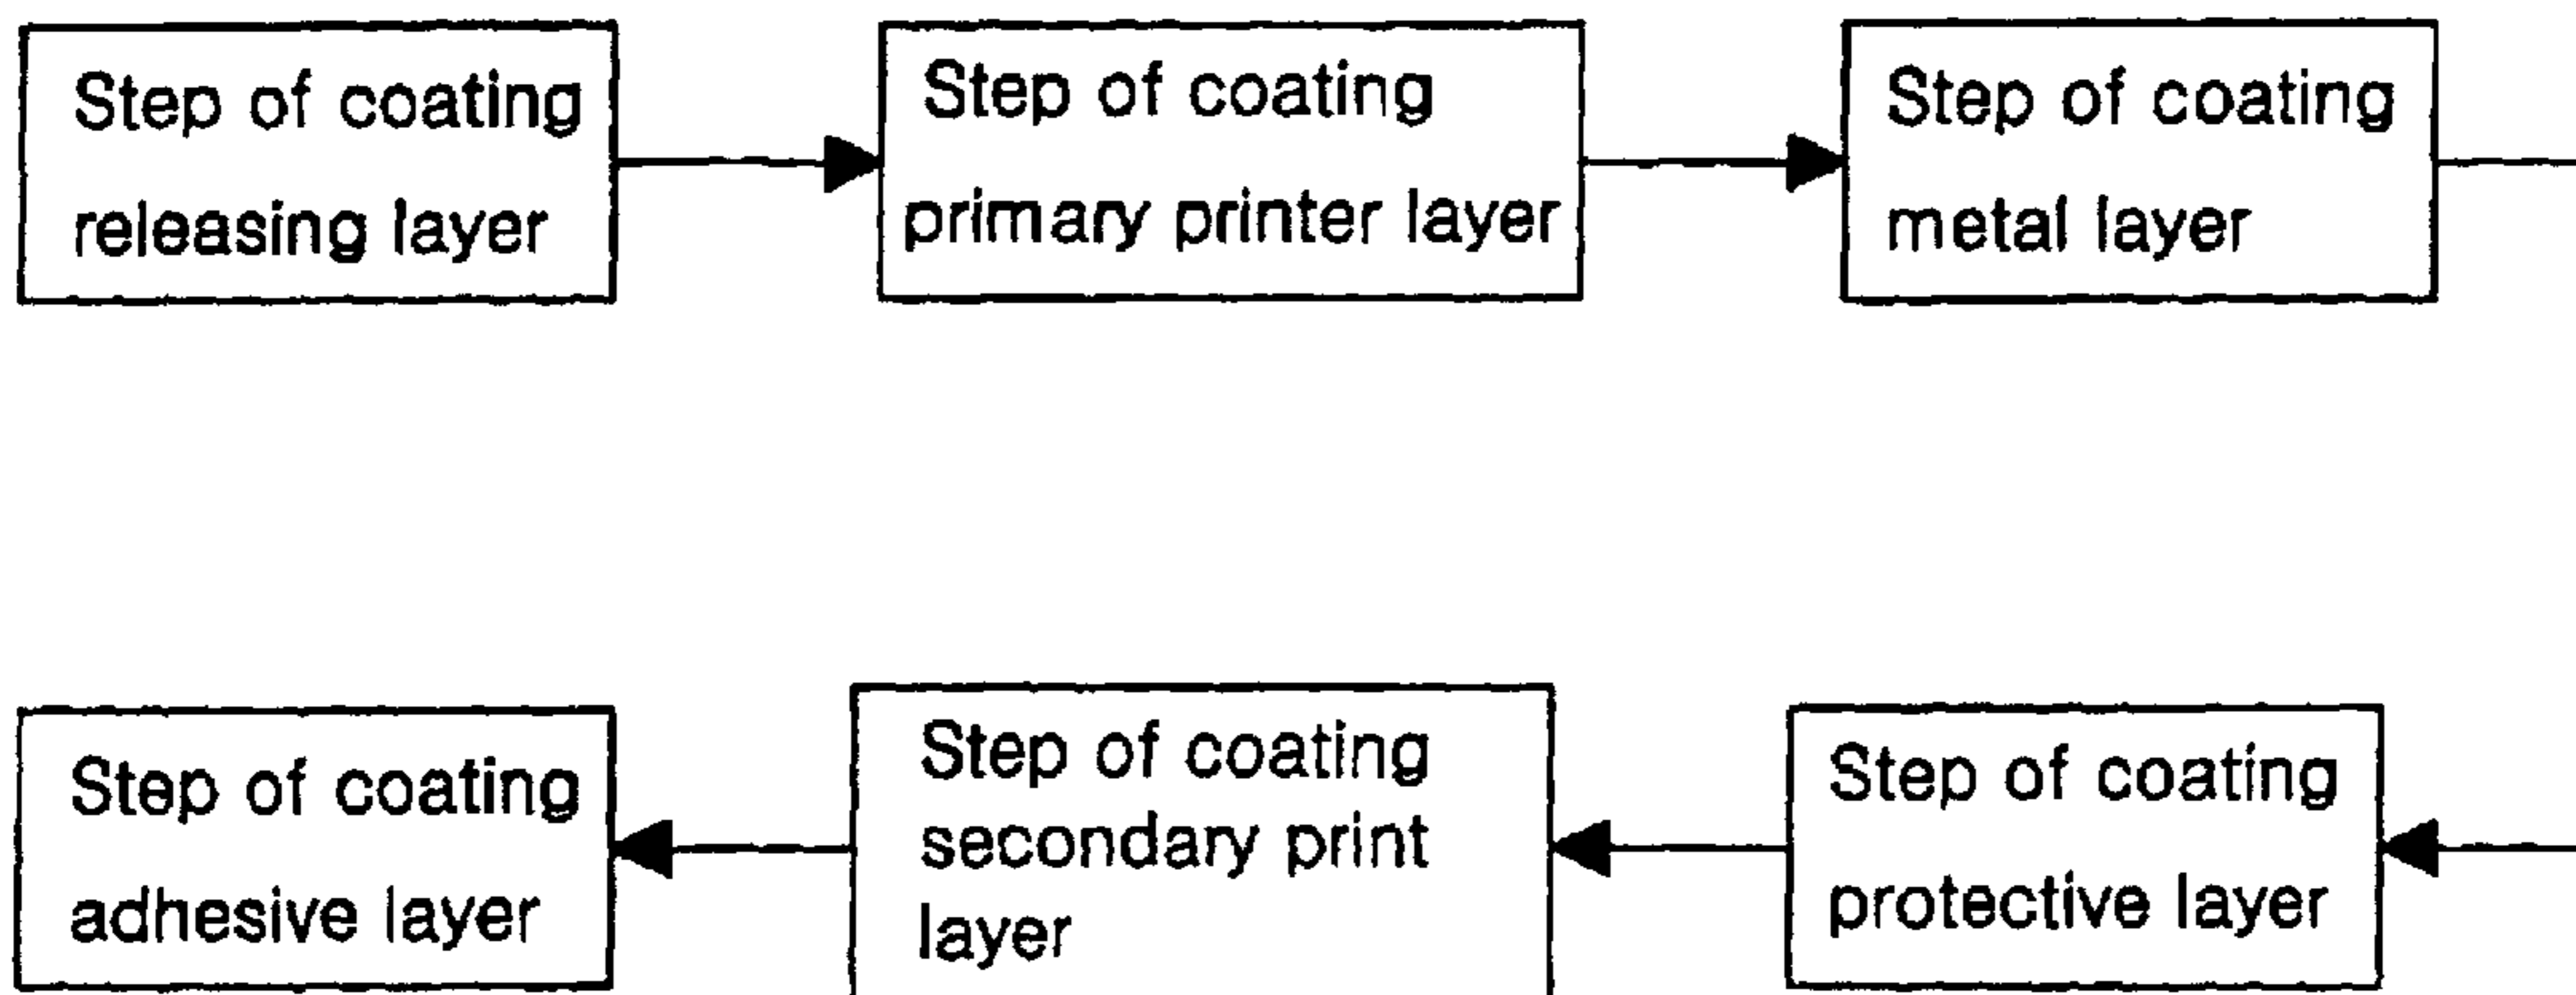 Step of coating
releasing layer
Step of coating
primary printer layer
Step of coating
metal layer
Step of coating
protective layer
Step of coating
secondary print
layer
Step of coating
adhesive layer